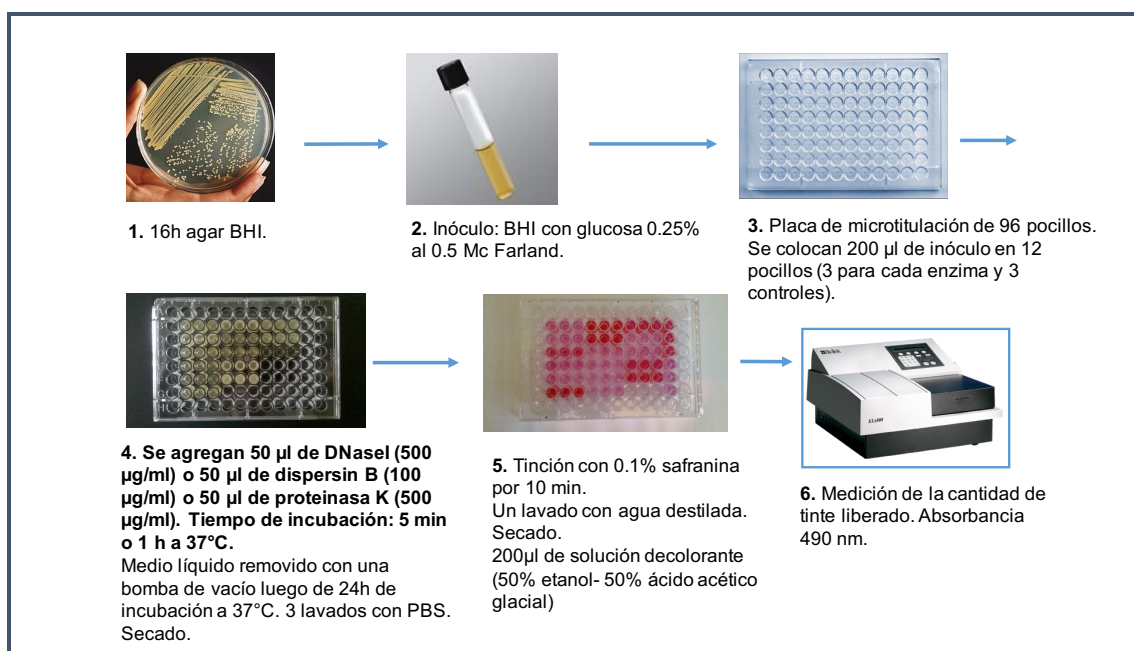 1. 16h agar BHI.
2. Inóculo: BHI con glucosa 0.25%
al 0.5 Mc Farland.
3. Placa de microtitulación de 96 pocillos.
Se colocan 200 µl de inóculo en 12
pocillos (3 para cada enzima y 3
controles).
4. Se agregan 50 µl de DNaseI (500
µg/ml) o 50 µl de dispersin B (100
µg/ml) o 50 µl de proteinasa K (500
µg/ml). Tiempo de incubación: 5 min
o 1 h a 37°C.
Medio líquido removido con una
bomba de vacío luego de 24h de
incubación a 37°C. 3 lavados con PBS.
Secado.
5. Tinción con 0.1% safranina
por 10 min.
Un lavado con agua destilada.
Secado.
200µl de solución decolorante
(50% etanol- 50% ácido acético
glacial)
6. Medición de la cantidad de
tinte liberado. Absorbancia
490 nm.